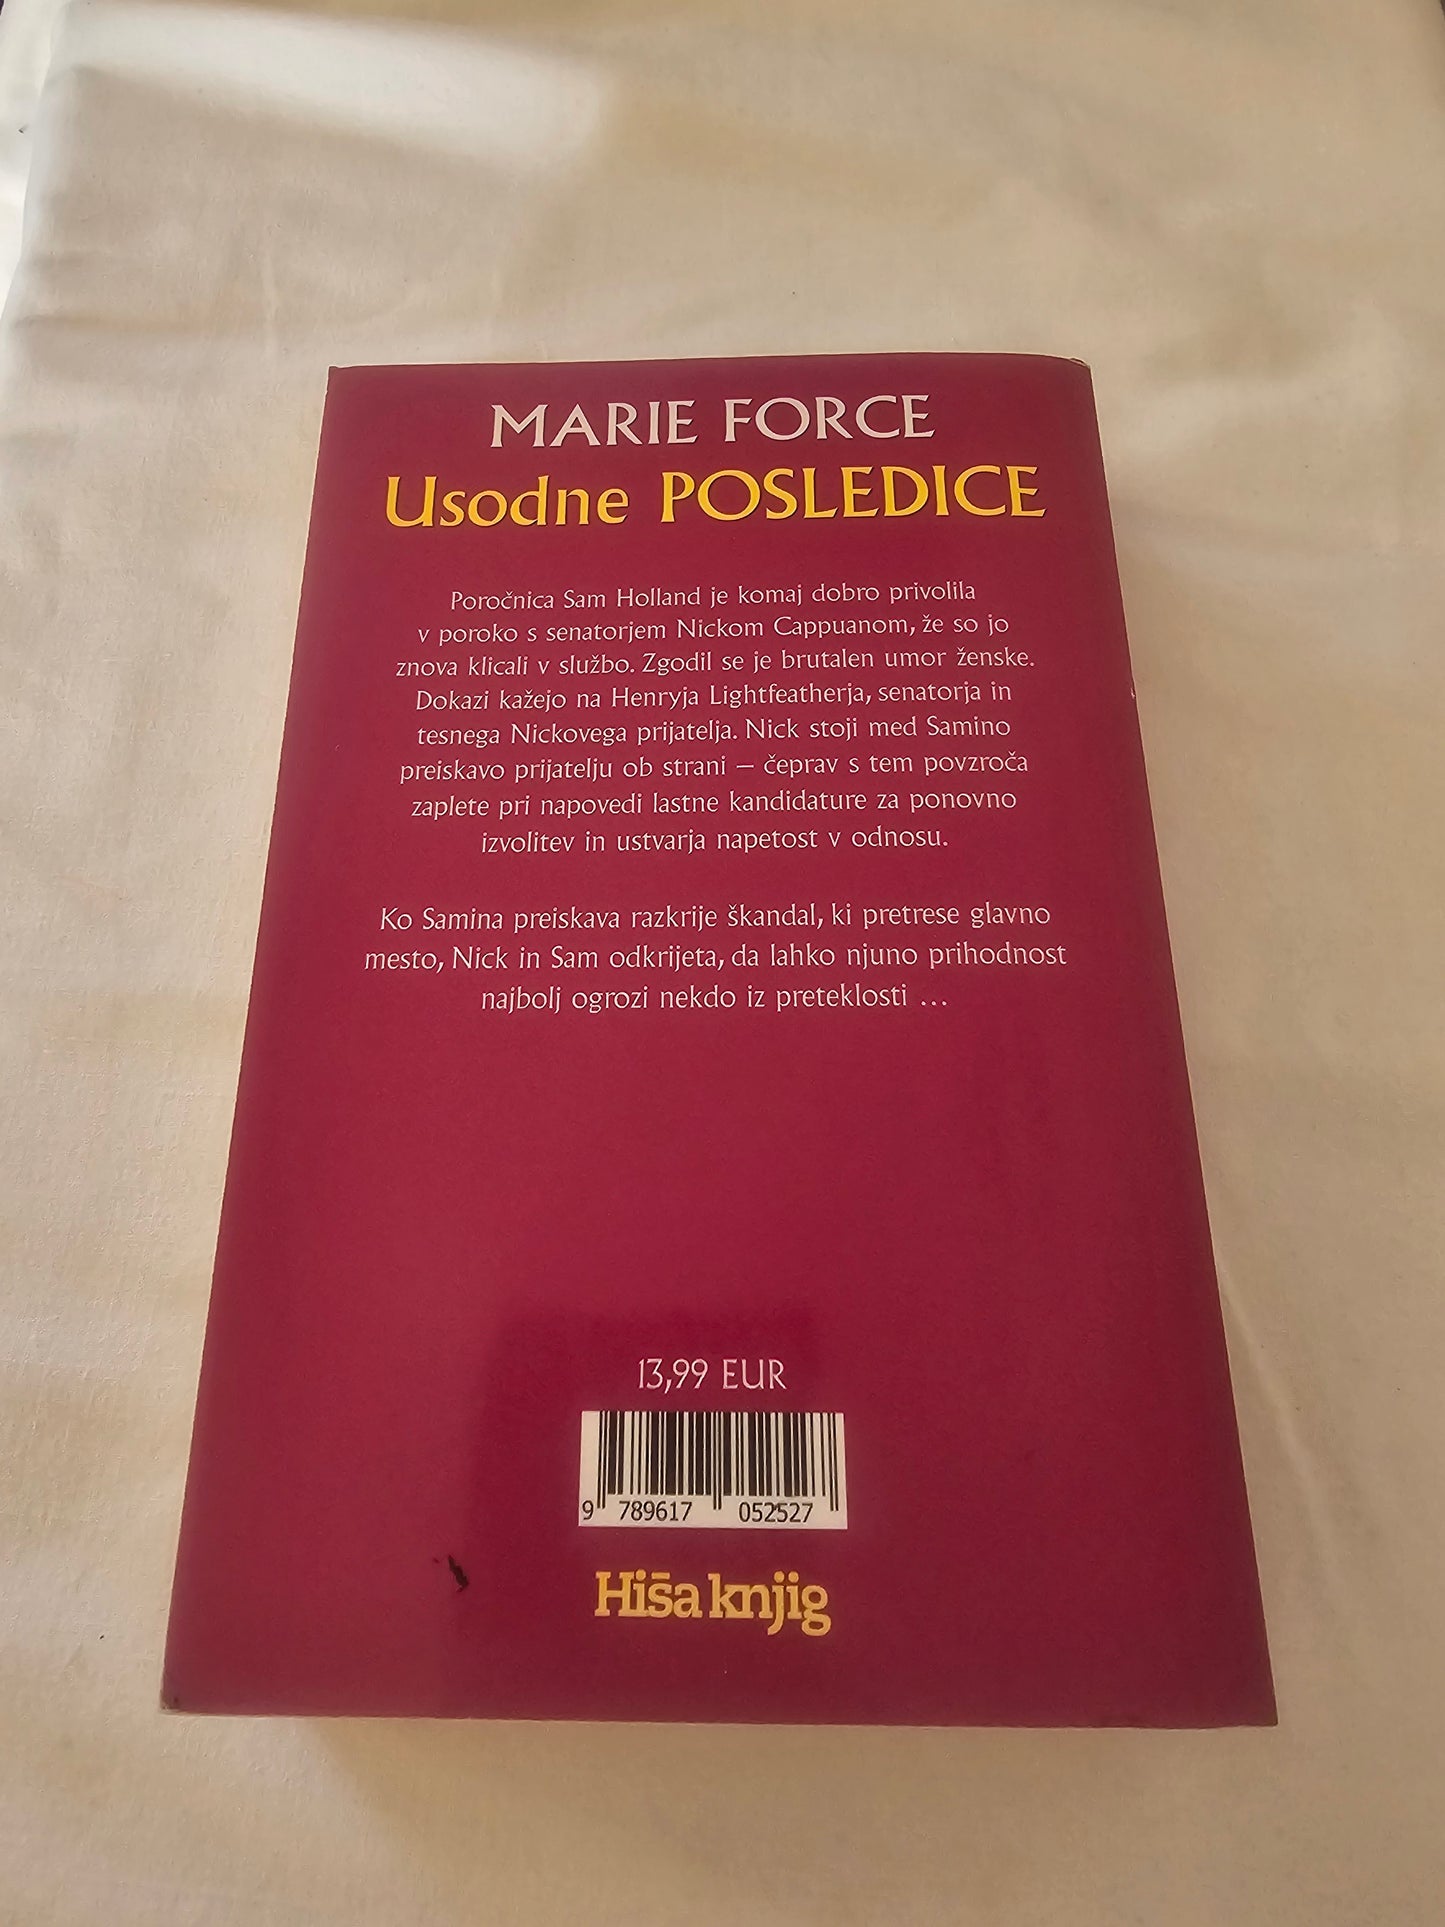 MARIE FORCE
Usodne POSLEDICE
Poročnica Sam Holland je komaj dobro privolila
v poroko s senatorjem Nickom Cappuanom, že so jo
znova klicali v službo. Zgodil se je brutalen umor ženske.
Dokazi kažejo na Henryja Lightfeatherja, senatorja in
tesnega Nickovega prijatelja. Nick stoji med Samino
preiskavo prijatelju ob strani – čeprav s tem povzroča
zaplete pri napovedi lastne kandidature za ponovno
izvolitev in ustvarja napetost v odnosu.
Ko Samina preiskava razkrije škandal, ki pretrese glavno
mesto, Nick in Sam odkrijeta, da lahko njuno prihodnost
najbolj ogrozi nekdo iz preteklosti ...
13,99 EUR
9 789617 052527
Hiša knjig